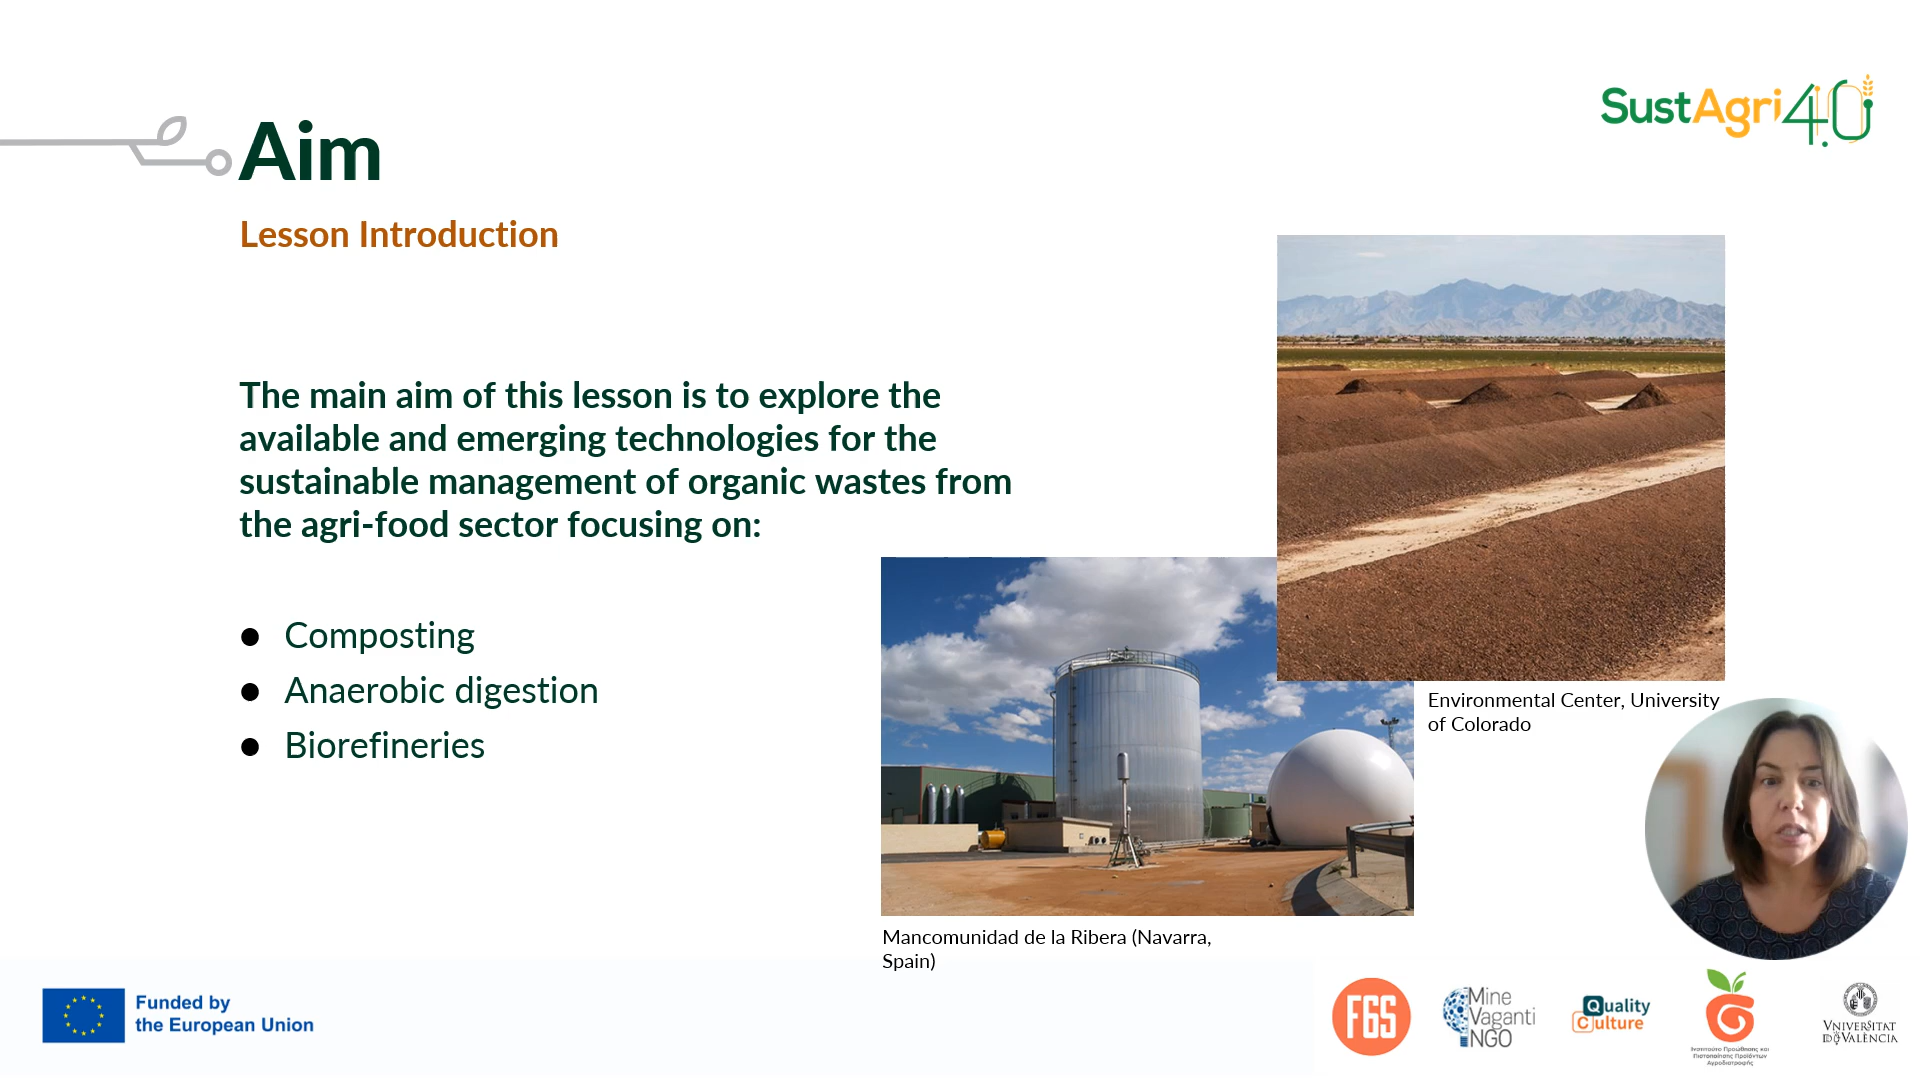 SustAgri4.0
Aim
Lesson Introduction
The main aim of this lesson is to explore the
available and emerging technologies for the
sustainable management of organic wastes from
the agri-food sector focusing on:
● Composting
● Anaerobic digestion
● Biorefineries
Environmental Center, University
of Colorado
Mancomunidad de la Ribera (Navarra,
Spain)
Funded by
the European Union
FGS
Mine
Vaganti
NGO
Quality
Culture
Ινστιτούτο Προώθησης και
Πιστοποίησης Προϊόντων
Αγροδιατροφής
VNIVERSITAT
ID VALÈNCIA